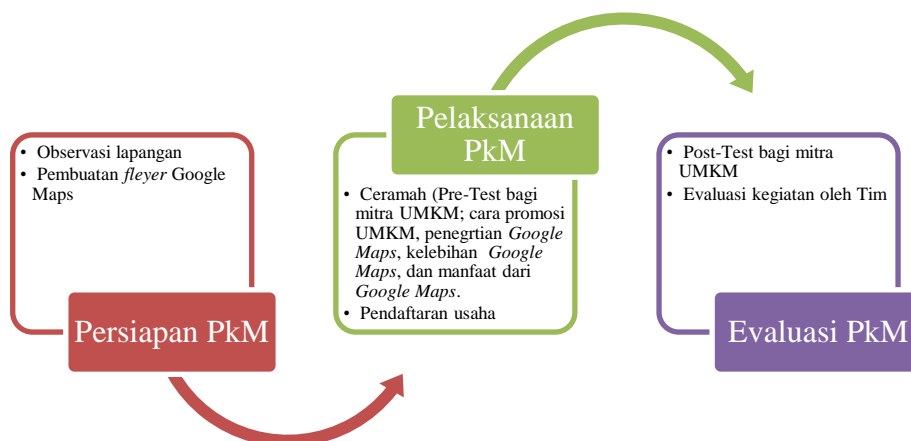 • Observasi lapangan
• Pembuatan fleyer Google
Maps
Persiapan PkM
Pelaksanaan
PkM
• Ceramah (Pre-Test bagi
mitra UMKM; cara promosi
UMKM, penegrtian Google
Maps, kelebihan Google
Maps, dan manfaat dari
Google Maps.
• Pendaftaran usaha
• Post-Test bagi mitra
UMKM
• Evaluasi kegiatan oleh Tim
Evaluasi PkM